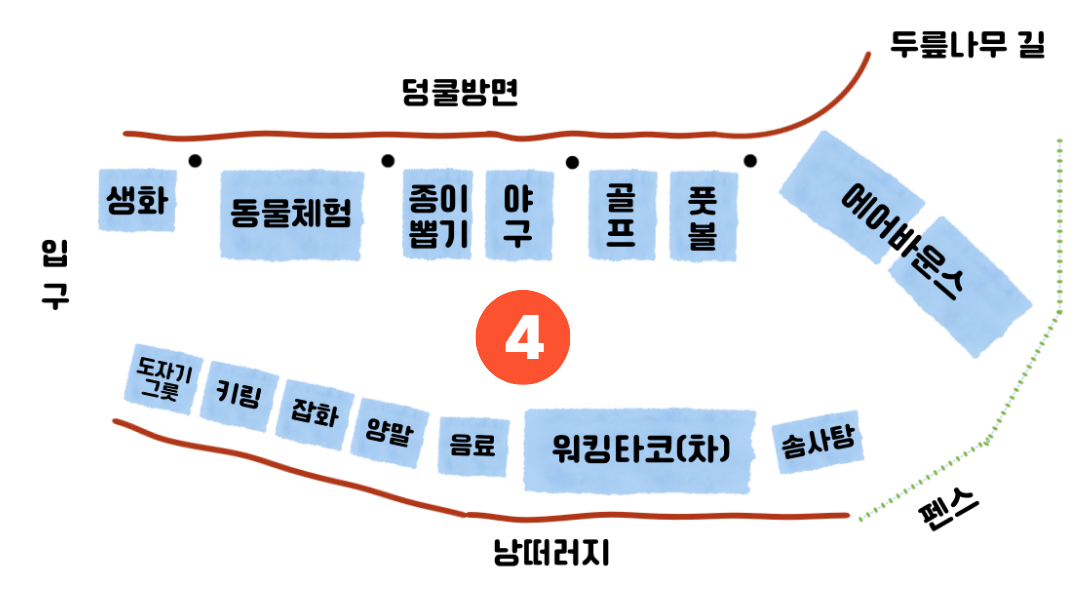 두릎나무 길
덩쿨방면
생화
동물체험
종이
뽑기
야
구
골
프
풋
볼
에어바운스
입
구
4
도자기
그릇
키링
잡화
양말
음료
워킹타코(차)
솜사탕
펜스
낭떠러지